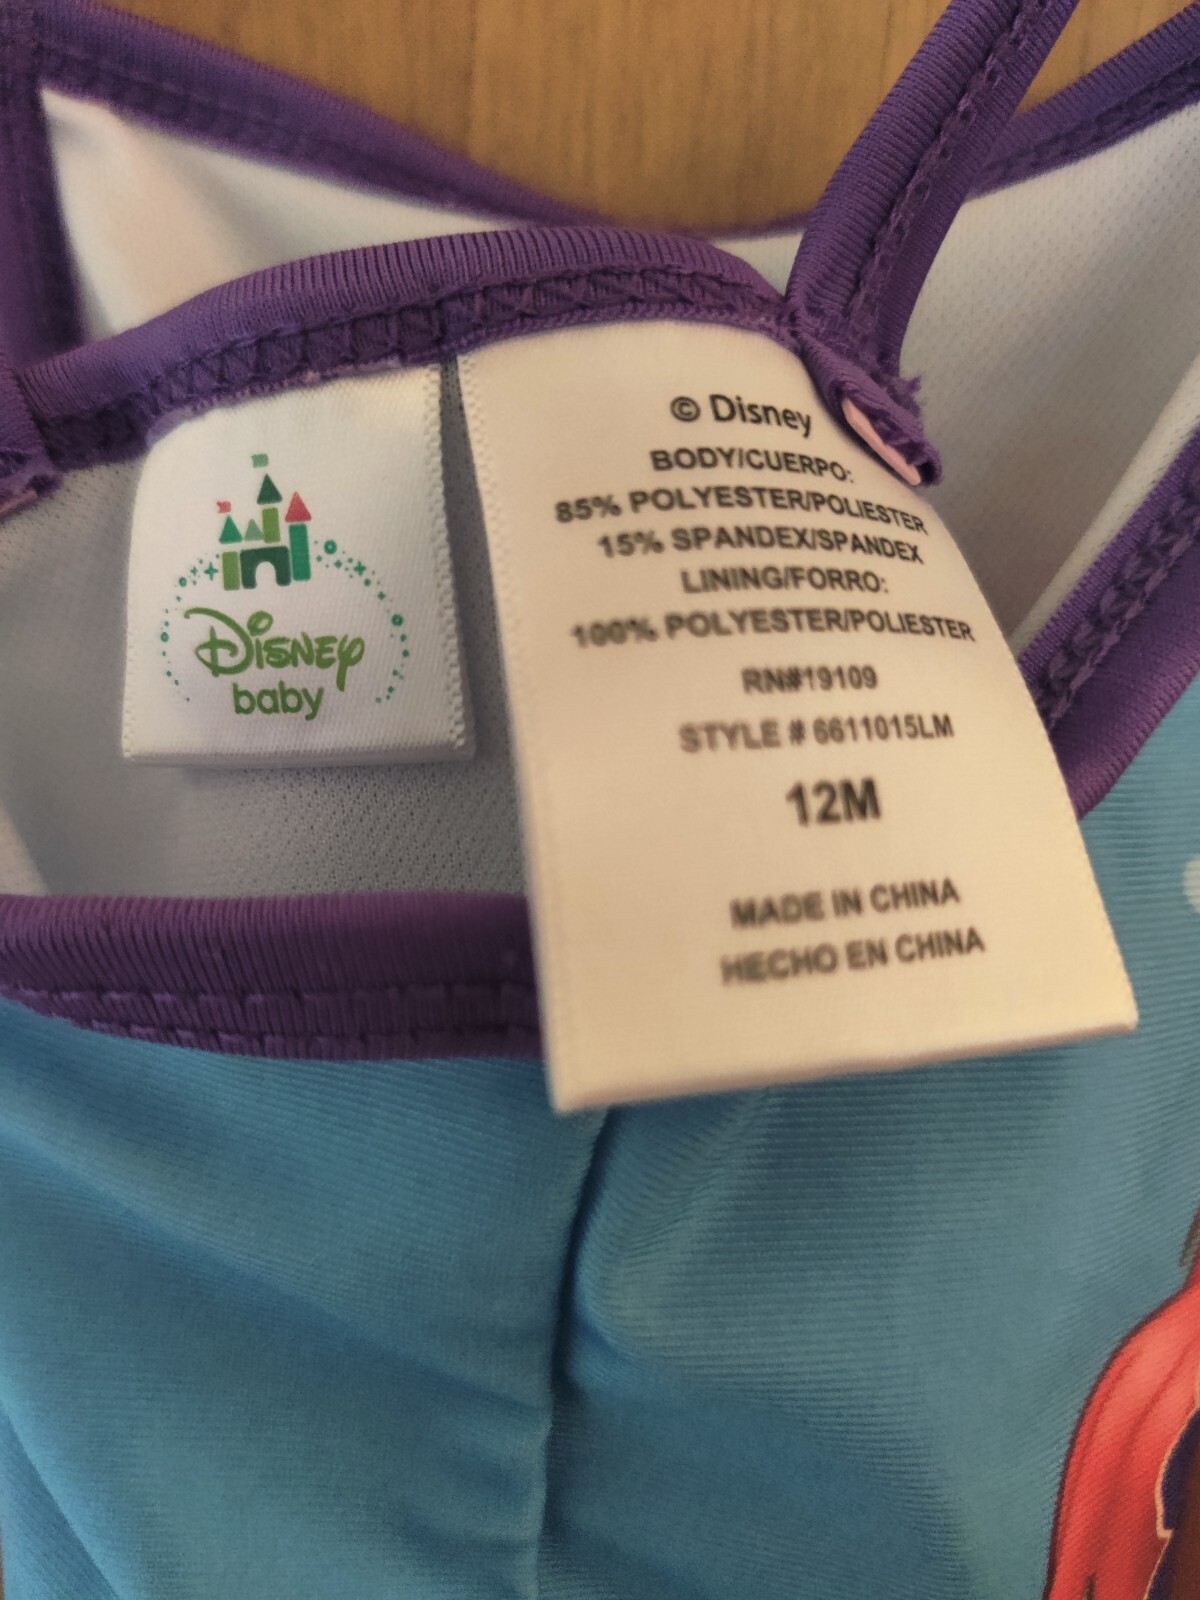 Disney
baby
© Disney
BODY/CUERPO:
85% POLYESTER/POLIESTER
15% SPANDEX/SPANDEX
LINING/FORRO:
100% POLYESTER/POLIESTER
RN#19109
STYLE # 6611015LM
12M
MADE IN CHINA
HECHO EN CHINA